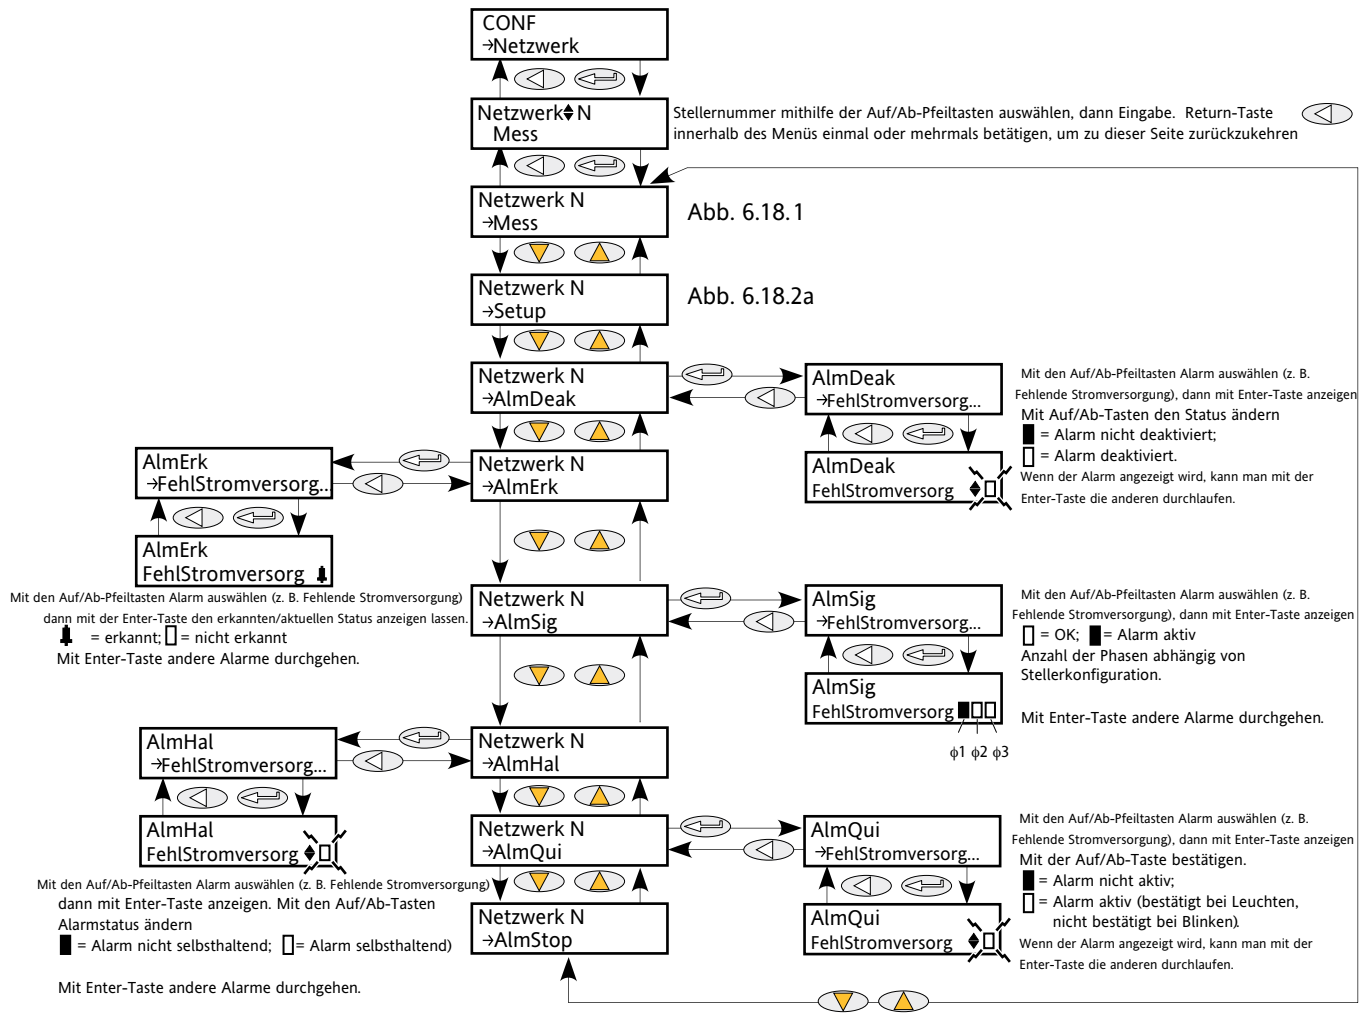 CONF
→Netzwerk
Netzwerk N
Mess
Stellernummer mithilfe der Auf/Ab-Pfeiltasten auswählen, dann Eingabe. Return-Taste
innerhalb des Menüs einmal oder mehrmals betätigen, um zu dieser Seite zurückzukehren
Netzwerk N
→Mess
Abb. 6.18.1
Netzwerk N
→Setup
Abb. 6.18.2a
Netzwerk N
→AlmDeak
AlmDeak
→FehlStromversorg...
AlmDeak
FehlStromversorg
Mit den Auf/Ab-Pfeiltasten Alarm auswählen (z. B.
Fehlende Stromversorgung), dann mit Enter-Taste anzeigen
Mit Auf/Ab-Tasten den Status ändern
= Alarm nicht deaktiviert;
= Alarm deaktiviert.
Wenn der Alarm angezeigt wird, kann man mit der
Enter-Taste die anderen durchlaufen.
Netzwerk N
→AlmErk
AlmErk
→FehlStromversorg...
AlmErk
FehlStromversorg
Mit den Auf/Ab-Pfeiltasten Alarm auswählen (z. B. Fehlende Stromversorgung)
dann mit der Enter-Taste den erkannten/aktuellen Status anzeigen lassen.
= erkannt; = nicht erkannt
Mit Enter-Taste andere Alarme durchgehen.
Netzwerk N
→AlmSig
AlmSig
→FehlStromversorg...
AlmSig
FehlStromversorg
ϕ1 ϕ2 ϕ3
Mit den Auf/Ab-Pfeiltasten Alarm auswählen (z. B.
Fehlende Stromversorgung), dann mit Enter-Taste anzeigen
= OK; = Alarm aktiv
Anzahl der Phasen abhängig von
Stellerkonfiguration.
Mit Enter-Taste andere Alarme durchgehen.
Netzwerk N
→AlmHal
AlmHal
→FehlStromversorg...
AlmHal
FehlStromversorg
Mit den Auf/Ab-Pfeiltasten Alarm auswählen (z. B. Fehlende Stromversorgung)
dann mit Enter-Taste anzeigen. Mit den Auf/Ab-Tasten
Alarmstatus ändern
= Alarm nicht selbsthaltend; = Alarm selbsthaltend)
Mit Enter-Taste andere Alarme durchgehen.
Netzwerk N
→AlmQui
AlmQui
→FehlStromversorg...
AlmQui
FehlStromversorg
Mit den Auf/Ab-Pfeiltasten Alarm auswählen (z. B.
Fehlende Stromversorgung), dann mit Enter-Taste anzeigen
Mit der Auf/Ab-Taste bestätigen.
= Alarm nicht aktiv;
= Alarm aktiv (bestätigt bei Leuchten,
nicht bestätigt bei Blinken).
Wenn der Alarm angezeigt wird, kann man mit der
Enter-Taste die anderen durchlaufen.
Netzwerk N
→AlmStop